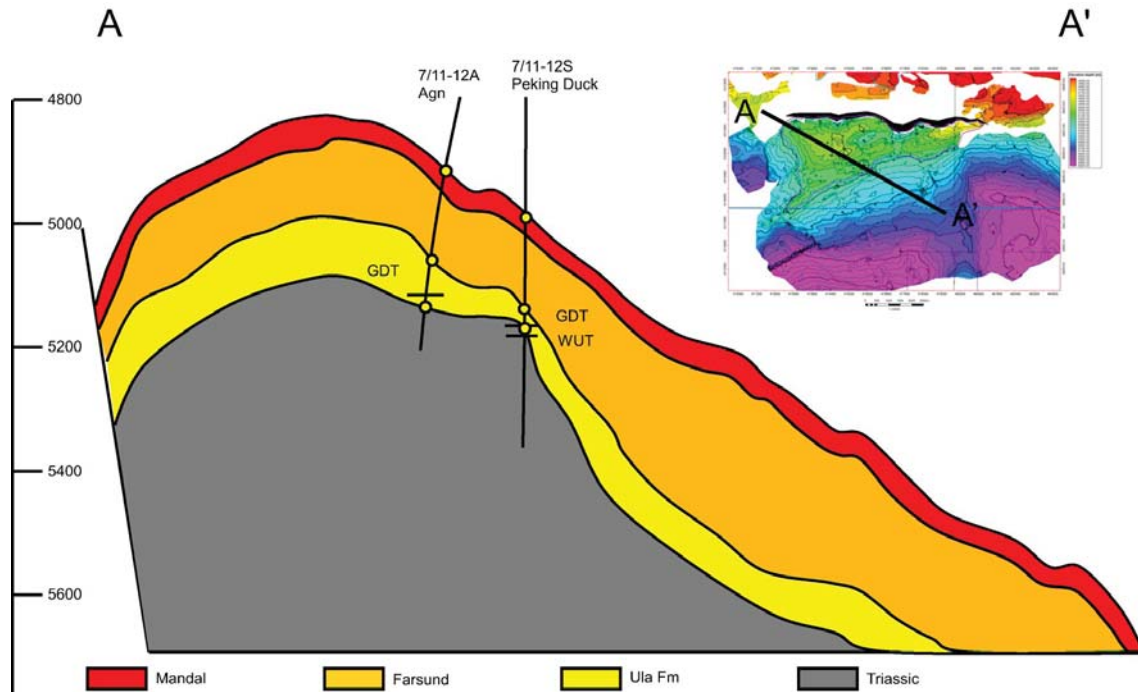 A
A'
7/11-12A
Agn
7/11-12S
Peking Duck
4800
5000
5200
5400
5600
GDT
GDT
WUT
A
A'
Mandal
Farsund
Ula Fm
Triassic